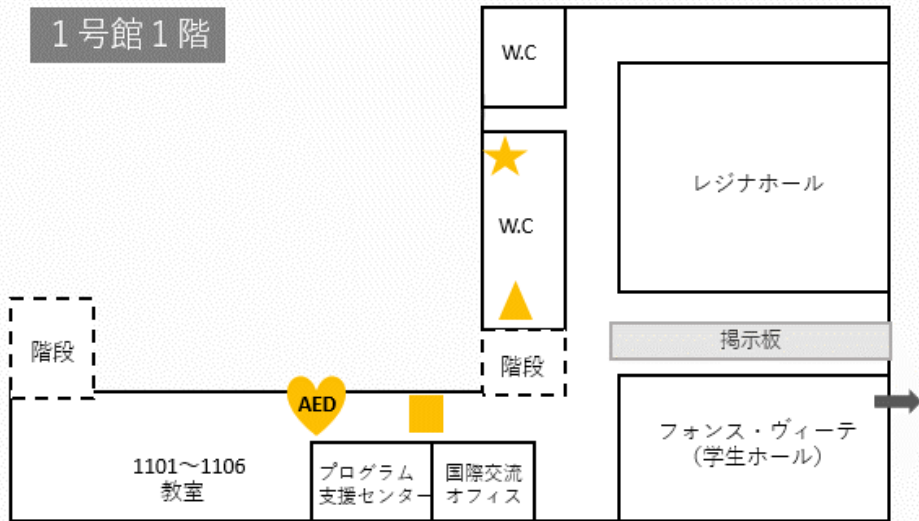 1号館1階
W.C
W.C
レジナホール
掲示板
階段
階段
AED
フォンス・ヴィーテ
（学生ホール）
1101～1106
教室
プログラム
支援センター
国際交流
オフィス